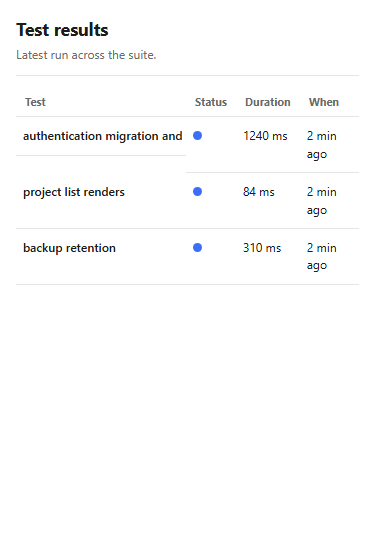 Test results
Latest run across the suite.
Test Status Duration When
authentication migration and 1240 ms 2 min
ago
project list renders 84 ms 2 min
ago
backup retention 310 ms 2 min
ago